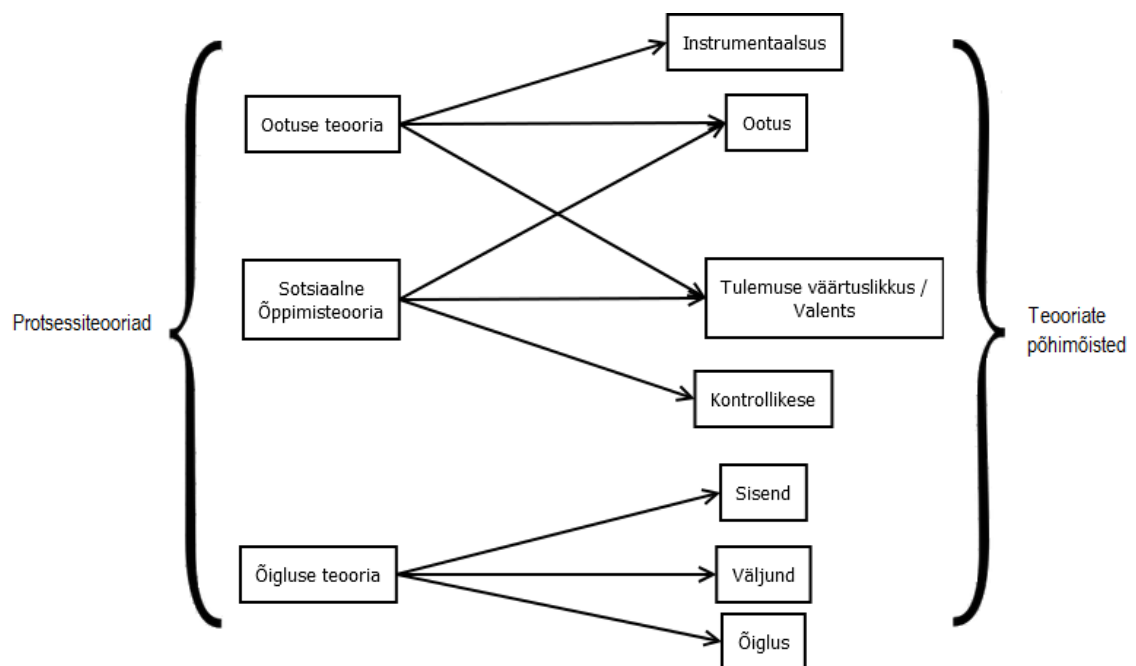 Protsessiteooriad
Ootuse teooria
Sotsiaalne
Õppimisteooria
Õigluse teooria
Instrumentaalsus
Ootus
Tulemuse väärtuslikkus /
Valents
Kontrollikese
Sisend
Väljund
Õiglus
Teooriate
põhimõisted